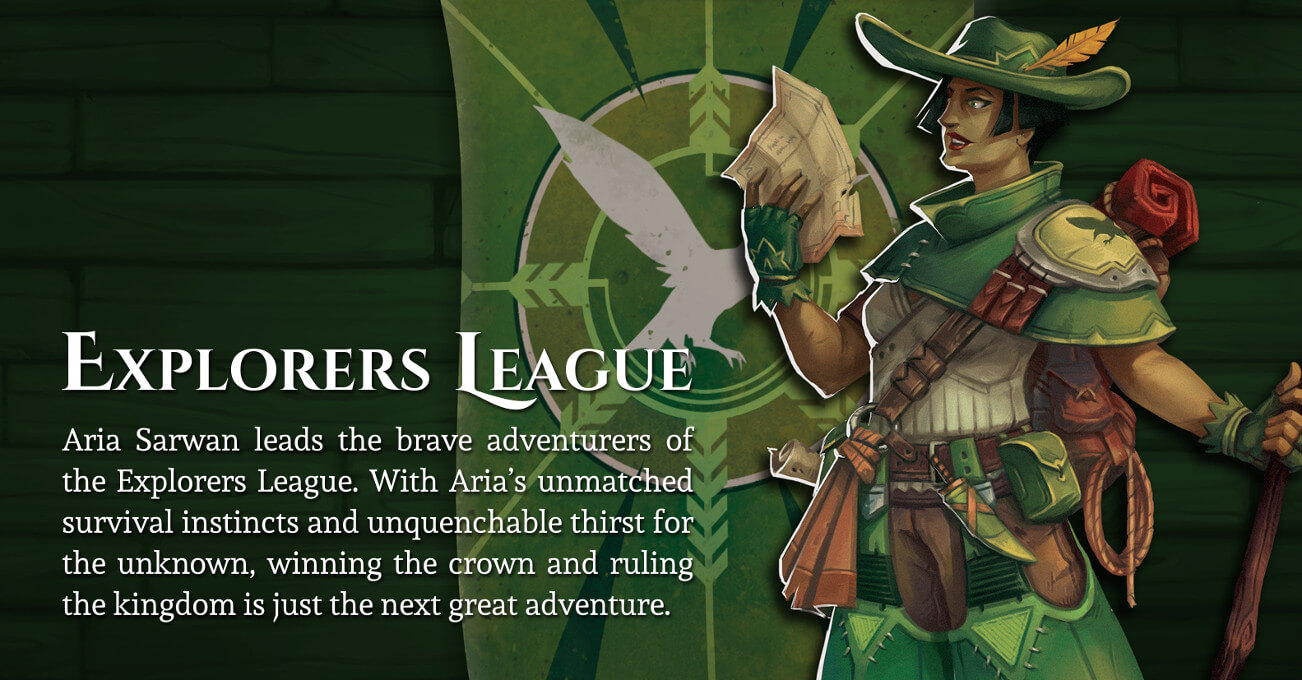 Explorers League
Aria Sarwan leads the brave adventurers of
the Explorers League. With Aria’s unmatched
survival instincts and unquenchable thirst for
the unknown, winning the crown and ruling
the kingdom is just the next great adventure.